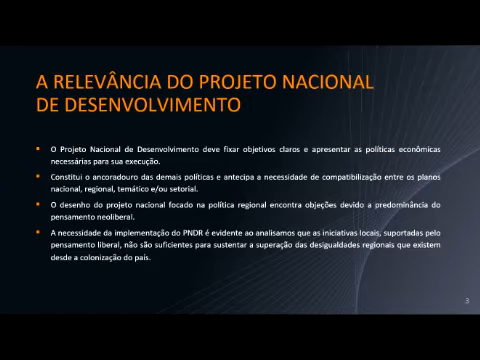 A RELEVÂNCIA DO PROJETO NACIONAL
DE DESENVOLVIMENTO
O Projeto Nacional de Desenvolvimento deve fixar objetivos claros e apresentar as políticas econômicas
necessárias para sua execução.
Constitui o ancoradouro das demais políticas e antecipa a necessidade de compatibilização entre os planos
nacional, regional, temático e/ou setorial.
O desenho do projeto nacional focado na política regional encontra objeções devido a predominância do
pensamento neoliberal.
A necessidade da implementação do PNDR é evidente ao analisamos que as iniciativas locais, suportadas pelo
pensamento liberal, não são suficientes para sustentar a superação das desigualdades regionais que existem
desde a colonização do país.
3